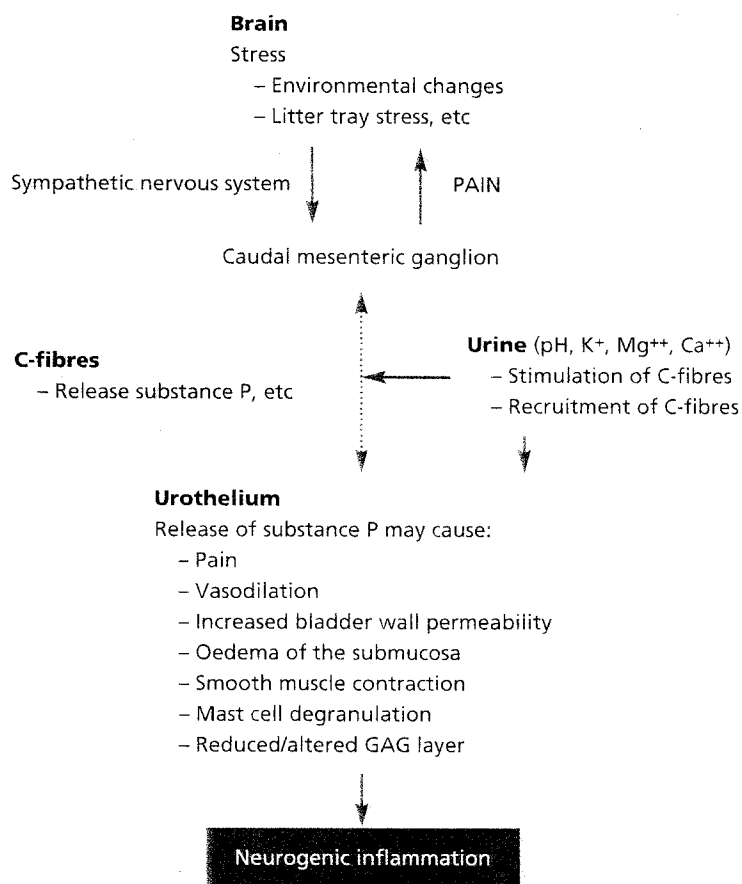 Brain
Stress
– Environmental changes
– Litter tray stress, etc
Sympathetic nervous system
PAIN
Caudal mesenteric ganglion
C-fibres
– Release substance P, etc
Urine (pH, K⁺, Mg⁺⁺, Ca⁺⁺)
– Stimulation of C-fibres
– Recruitment of C-fibres
Urothelium
Release of substance P may cause:
– Pain
– Vasodilation
– Increased bladder wall permeability
– Oedema of the submucosa
– Smooth muscle contraction
– Mast cell degranulation
– Reduced/altered GAG layer
Neurogenic inflammation